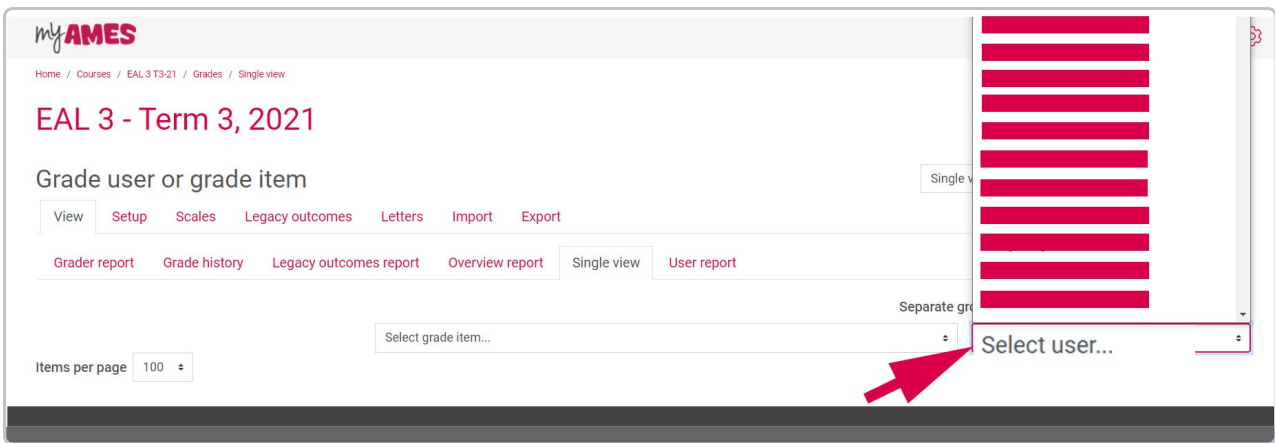 myAMES
Home / Courses / EAL 3 T3-21 / Grades / Single view
EAL 3 - Term 3, 2021
Grade user or grade item
Single v
View Setup Scales Legacy outcomes Letters Import Export
Grader report Grade history Legacy outcomes report Overview report Single view User report
Separate gro
Select grade item...
Select user...
Items per page 100